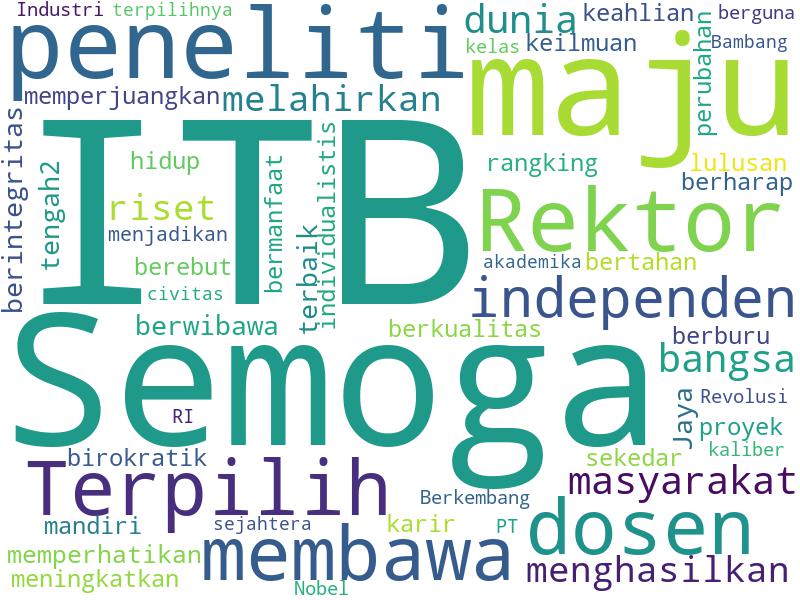 Industri terpilihnya
peneliti
dunia
keahlian
berguna
kelas
keilmuan
Bambang
perubahan
memperjuangkan
melahirkan
maju
ITB
berintegritas
tengah2
hidup
bermanfaat
individualistis
rangking
lulusan
berharap
riset
menjadikan
terbaik
Rektor
berebut
civitas
akademika
bertahan
independen
berwibawa
berkualitas
Semoga
berburu
bangsa
Jaya
Revolusi
RI
proyek
kaliber
birokratik
sekedar
Terpilih
masyarakat
Berkembang
mandiri
sejahtera
karir
PT
dosen
memperhatikan
membawa
menghasilkan
meningkatkan
Nobel